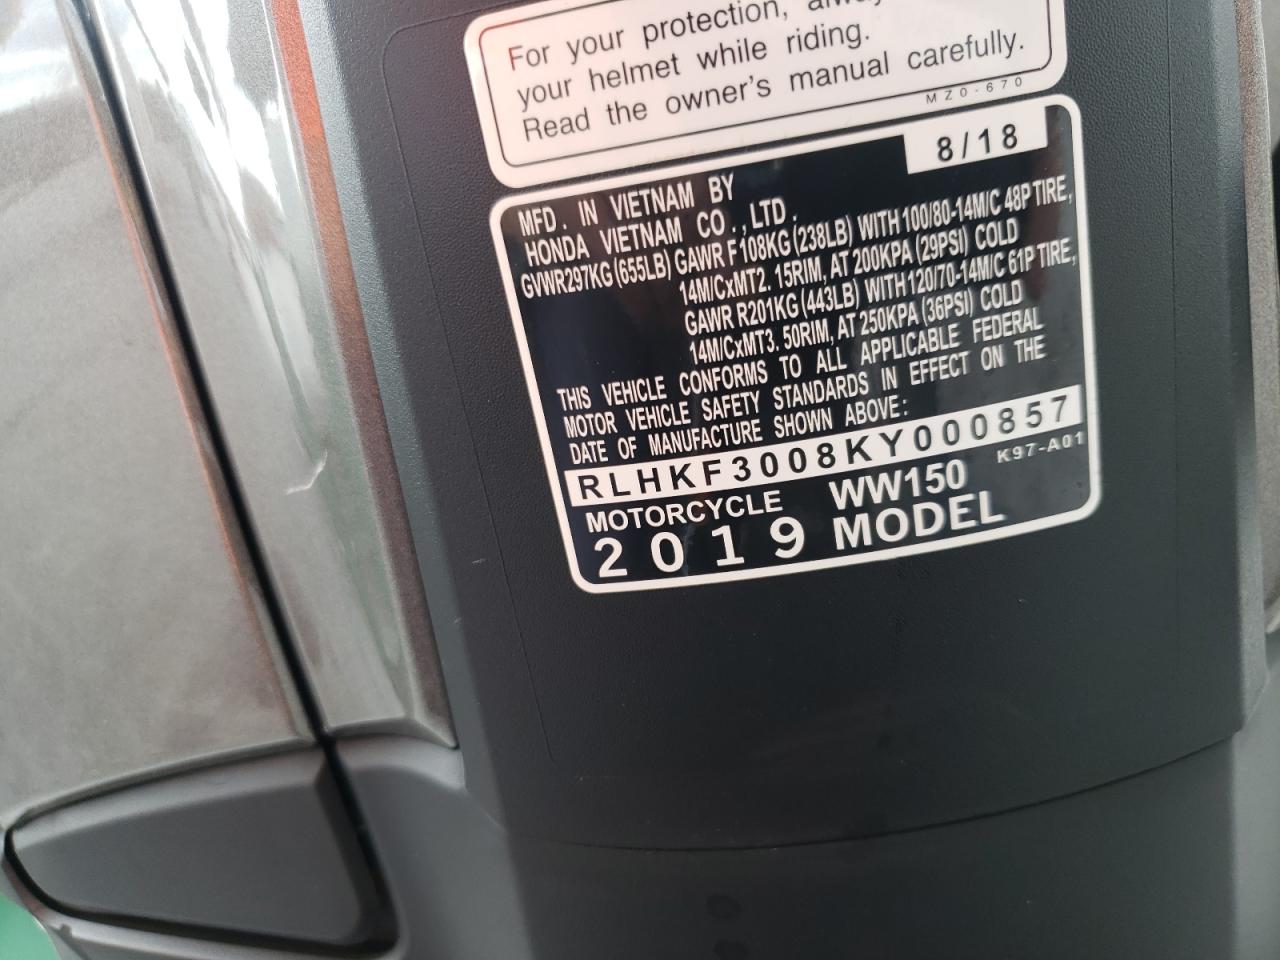 For your protection, always
your helmet while riding.
Read the owner's manual carefully.
MZ0-670
8/18
MFD. IN VIETNAM BY
HONDA VIETNAM CO.,LTD.
GVWR297KG(655LB) GAWR F 108KG(238LB) WITH 100/80-14M/C 48P TIRE,
14M/CxMT2. 15RIM, AT 200KPA (29PSI) COLD
GAWR R201KG(443LB) WITH 120/70-14M/C 61P TIRE,
14M/CxMT3. 50RIM, AT 250KPA (36PSI) COLD
THIS VEHICLE CONFORMS TO ALL APPLICABLE FEDERAL
MOTOR VEHICLE SAFETY STANDARDS IN EFFECT ON THE
DATE OF MANUFACTURE SHOWN ABOVE:
RLHKF3008KY000857
K97-A01
MOTORCYCLE WW150
2019 MODEL